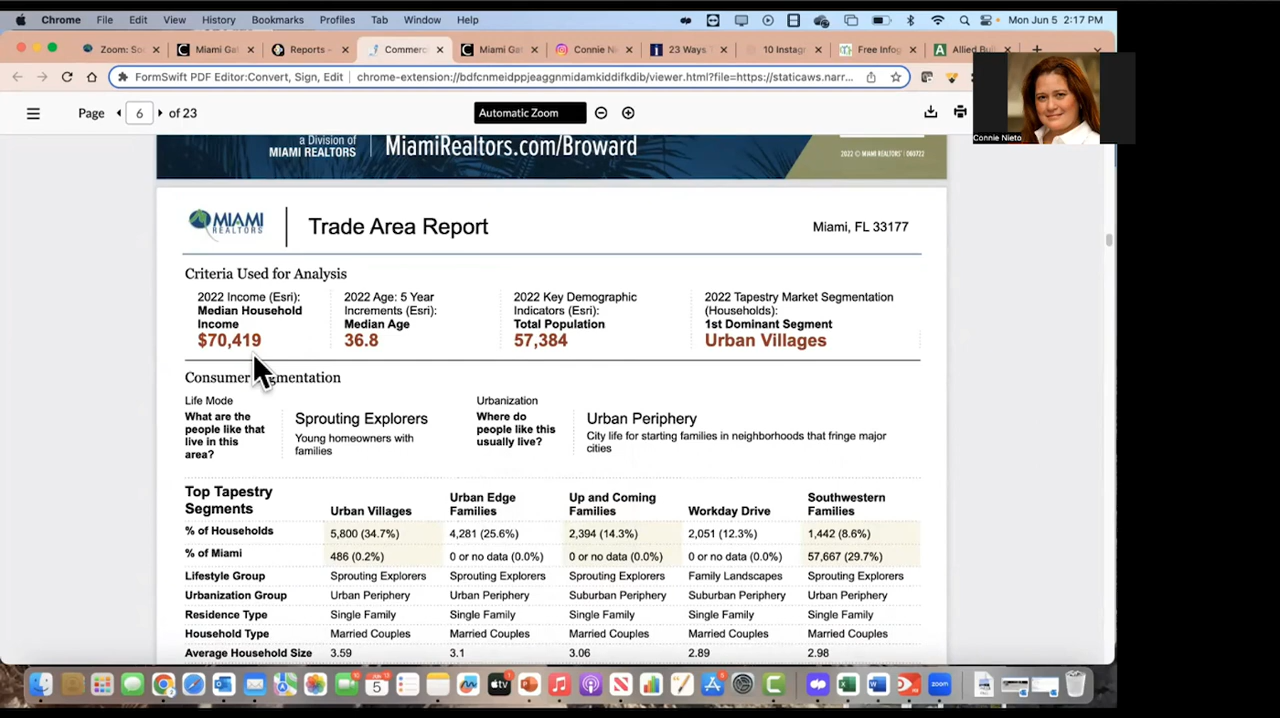 Chrome File Edit View History Bookmarks Profiles Tab Window Help Mon Jun 5 2:17 PM
Zoom: So Miami Ga Reports – Commerc Miami Ga Connie Ni 23 Ways 10 Instag Free Infog Allied Bu
FormSwift PDF Editor:Convert, Sign, Edit chrome-extension://bdfcnmeidppjeaggnmidamkiddifkdib/viewer.html?file=https://staticaws.narr...
Page 6 of 23 Automatic Zoom
Connie Nieto
a Division of
MIAMI REALTORS
MiamiRealtors.com/Broward
2022 © MIAMI REALTORS® | 060722
MIAMI
REALTORS
Trade Area Report
Miami, FL 33177
Criteria Used for Analysis
2022 Income (Esri):
Median Household
Income
$70,419
2022 Age: 5 Year
Increments (Esri):
Median Age
36.8
2022 Key Demographic
Indicators (Esri):
Total Population
57,384
2022 Tapestry Market Segmentation
(Households):
1st Dominant Segment
Urban Villages
Consumer Segmentation
Life Mode
What are the
people like that
live in this
area?
Sprouting Explorers
Young homeowners with
families
Urbanization
Where do
people like this
usually live?
Urban Periphery
City life for starting families in neighborhoods that fringe major
cities
Top Tapestry
Segments
Urban Villages
Urban Edge
Families
Up and Coming
Families
Workday Drive
Southwestern
Families
% of Households 5,800 (34.7%) 4,281 (25.6%) 2,394 (14.3%) 2,051 (12.3%) 1,442 (8.6%)
% of Miami 486 (0.2%) 0 or no data (0.0%) 0 or no data (0.0%) 0 or no data (0.0%) 57,667 (29.7%)
Lifestyle Group Sprouting Explorers Sprouting Explorers Sprouting Explorers Family Landscapes Sprouting Explorers
Urbanization Group Urban Periphery Urban Periphery Suburban Periphery Suburban Periphery Urban Periphery
Residence Type Single Family Single Family Single Family Single Family Single Family
Household Type Married Couples Married Couples Married Couples Married Couples Married Couples
Average Household Size 3.59 3.1 3.06 2.89 2.98